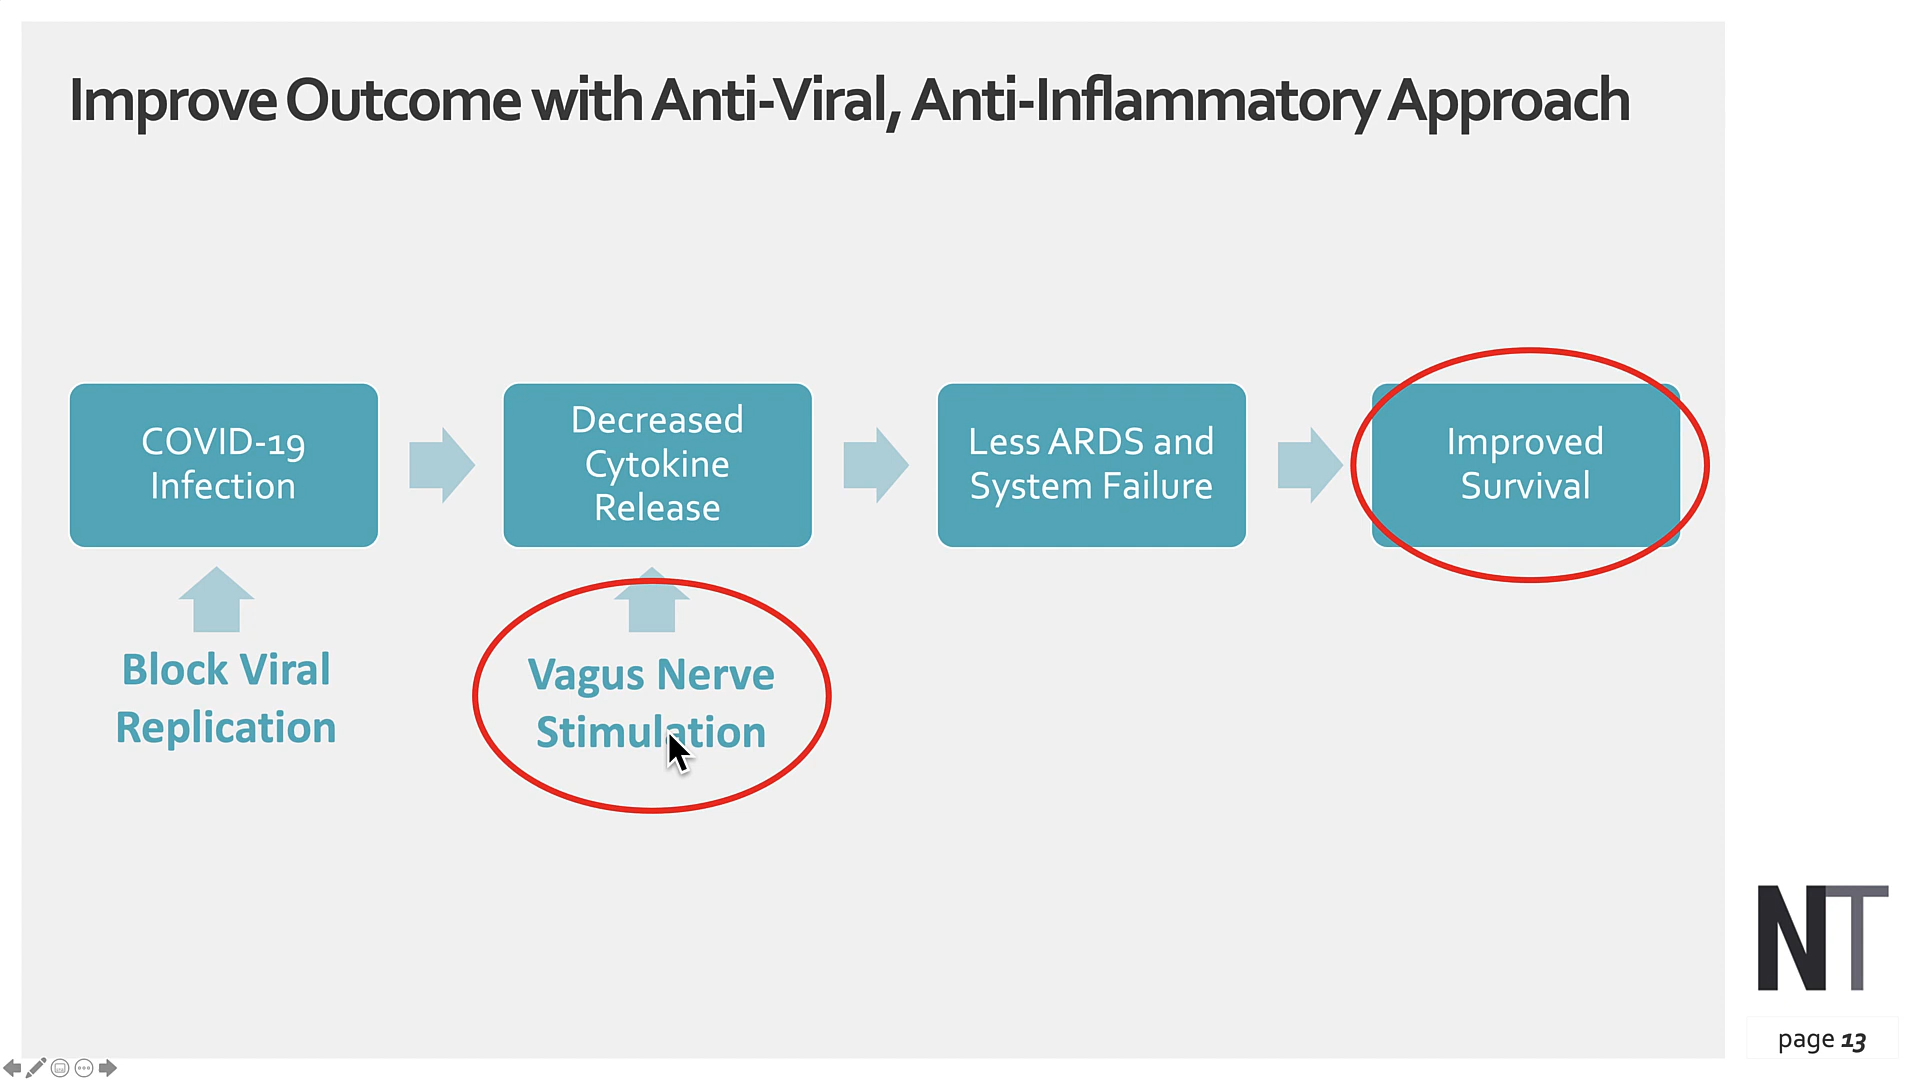 Improve Outcome with Anti-Viral, Anti-Inflammatory Approach
COVID-19
Infection
Decreased
Cytokine
Release
Less ARDS and
System Failure
Improved
Survival
Block Viral
Replication
Vagus Nerve
Stimulation
NT
page 13